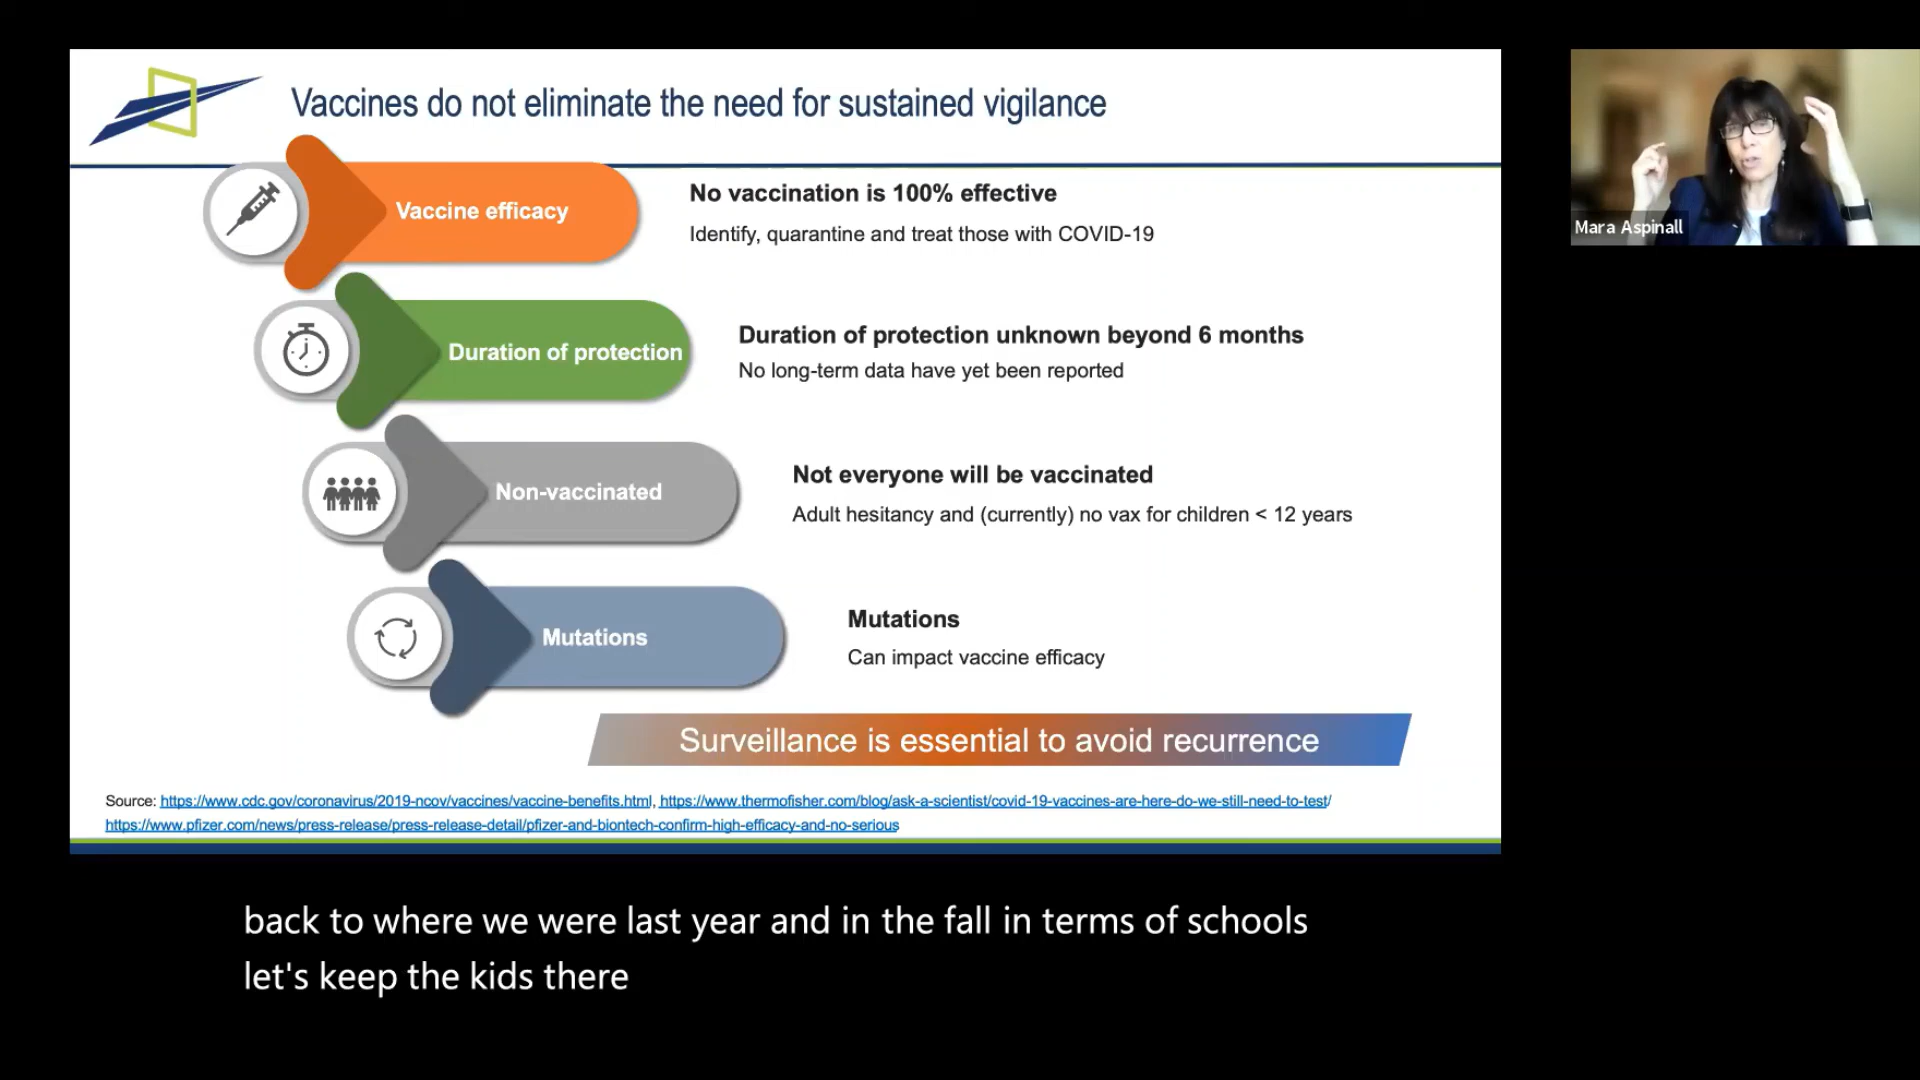 Vaccines do not eliminate the need for sustained vigilance
Vaccine efficacy
No vaccination is 100% effective
Identify, quarantine and treat those with COVID-19
Duration of protection
Duration of protection unknown beyond 6 months
No long-term data have yet been reported
Non-vaccinated
Not everyone will be vaccinated
Adult hesitancy and (currently) no vax for children < 12 years
Mutations
Mutations
Can impact vaccine efficacy
Surveillance is essential to avoid recurrence
Source: https://www.cdc.gov/coronavirus/2019-ncov/vaccines/vaccine-benefits.html, https://www.thermofisher.com/blog/ask-a-scientist/covid-19-vaccines-are-here-do-we-still-need-to-test/
https://www.pfizer.com/news/press-release/press-release-detail/pfizer-and-biontech-confirm-high-efficacy-and-no-serious
Mara Aspinall
back to where we were last year and in the fall in terms of schools
let's keep the kids there